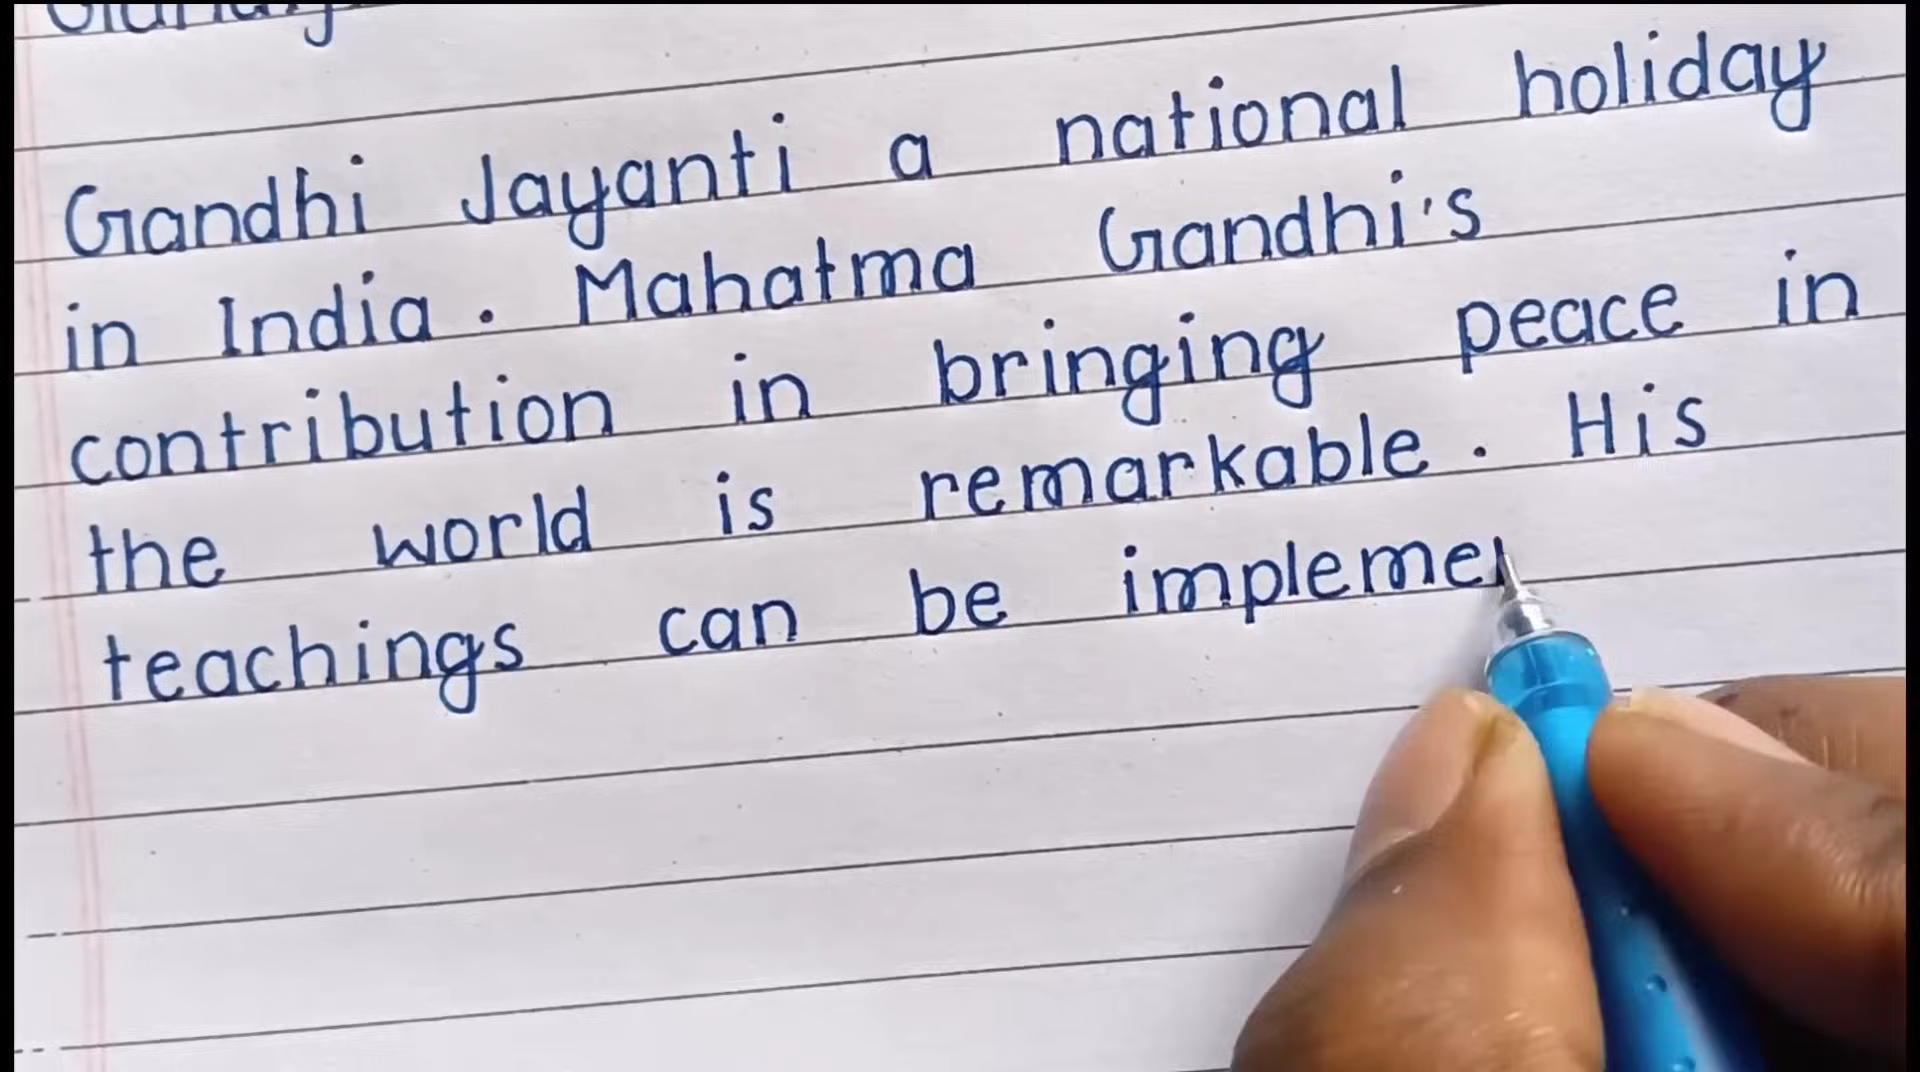 Gandhi Jayanti a national holiday
in India. Mahatma Gandhi's
contribution in bringing peace in
the world is remarkable. His
teachings can be